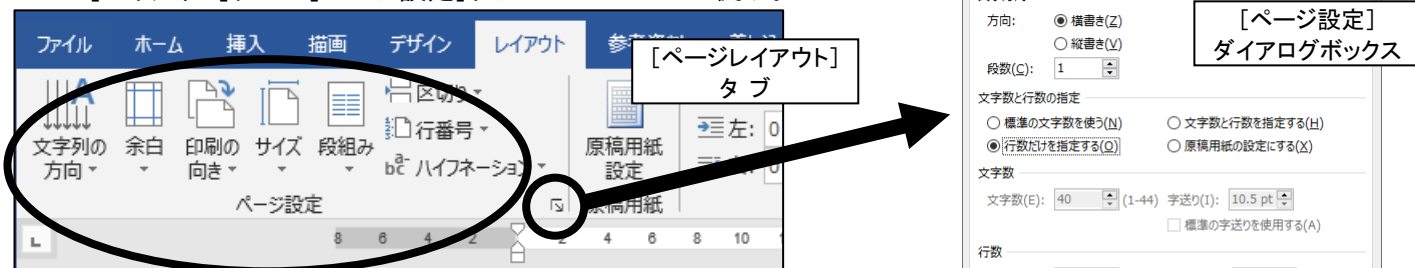 ファイル ホーム 挿入 描画 デザイン レイアウト
[ページレイアウト]
タ ブ
文字列の
方向
余白
印刷の
向き
サイズ
段組み
区切り
行番号
ハイフネーション
ページ設定
原稿用紙
設定
左: 0
原稿用紙
8 6 4 2 2 4 6 8 10
方向:
横書き(Z)
縦書き(V)
段数(C): 1
[ページ設定]
ダイアログボックス
文字数と行数の指定
標準の文字数を使う(N) 文字数と行数を指定する(H)
行数だけを指定する(O) 原稿用紙の設定にする(X)
文字数
文字数(E): 40 (1-44) 字送り(I): 10.5 pt
標準の字送りを使用する(A)
行数